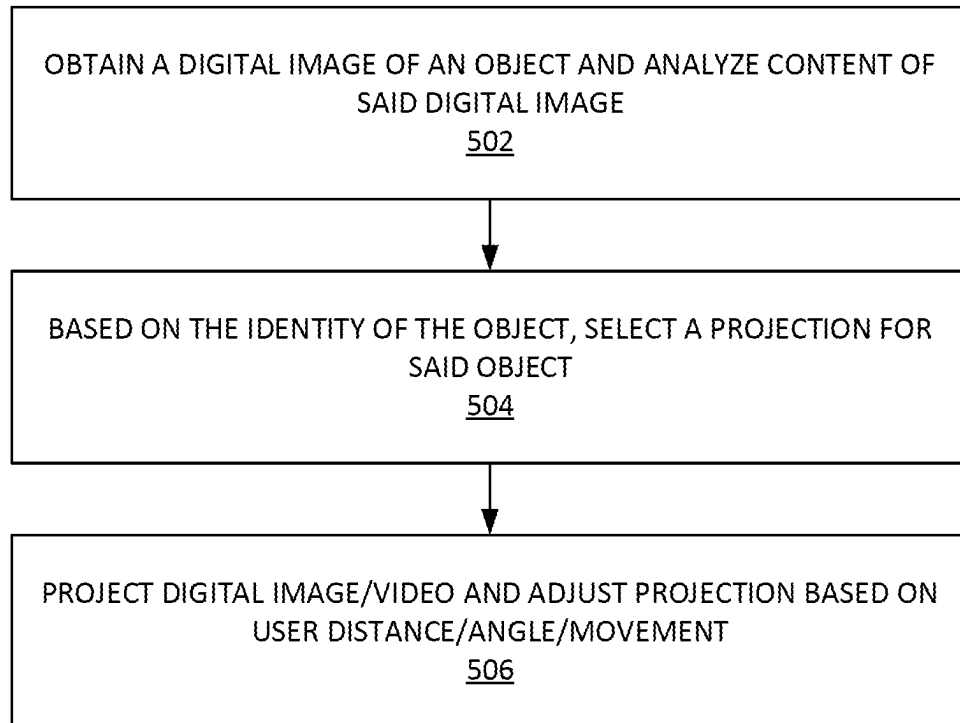 OBTAIN A DIGITAL IMAGE OF AN OBJECT AND ANALYZE CONTENT OF
SAID DIGITAL IMAGE
502
BASED ON THE IDENTITY OF THE OBJECT, SELECT A PROJECTION FOR
SAID OBJECT
504
PROJECT DIGITAL IMAGE/VIDEO AND ADJUST PROJECTION BASED ON
USER DISTANCE/ANGLE/MOVEMENT
506